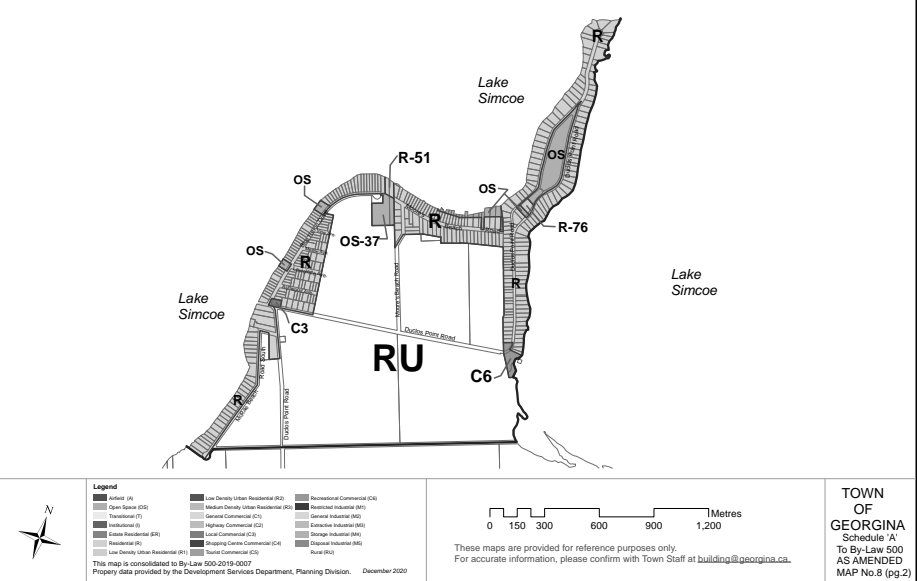 R
Lake
Simcoe
R-51
OS
OS
OS
R
OS-37
R-76
OS
R
Lake
Simcoe
R
Lake
Simcoe
Moore's Beach Road
C3
Duclos Point Road
RU
C6
Road South
R
Duclos Point Road
Legend
Airfield (A)
Open Space (OS)
Transitional (T)
Institutional (I)
Estate Residential (ER)
Residential (R)
Low Density Urban Residential (R1)
Low Density Urban Residential (R2)
Medium Density Urban Residential (R3)
General Commercial (C1)
Highway Commercial (C2)
Local Commercial (C3)
Shopping Centre Commercial (C4)
Tourist Commercial (C5)
Recreational Commercial (C6)
Restricted Industrial (M1)
General Industrial (M2)
Extractive Industrial (M3)
Storage Industrial (M4)
Disposal Industrial (M5)
Rural (RU)
This map is consolidated to By-Law 500-2019-0007
Propery data provided by the Development Services Department, Planning Division. December 2020
N
Metres
0 150 300 600 900 1,200
These maps are provided for reference purposes only.
For accurate information, please confirm with Town Staff at building@georgina.ca.
TOWN
OF
GEORGINA
Schedule 'A'
To By-Law 500
AS AMENDED
MAP No.8 (pg.2)